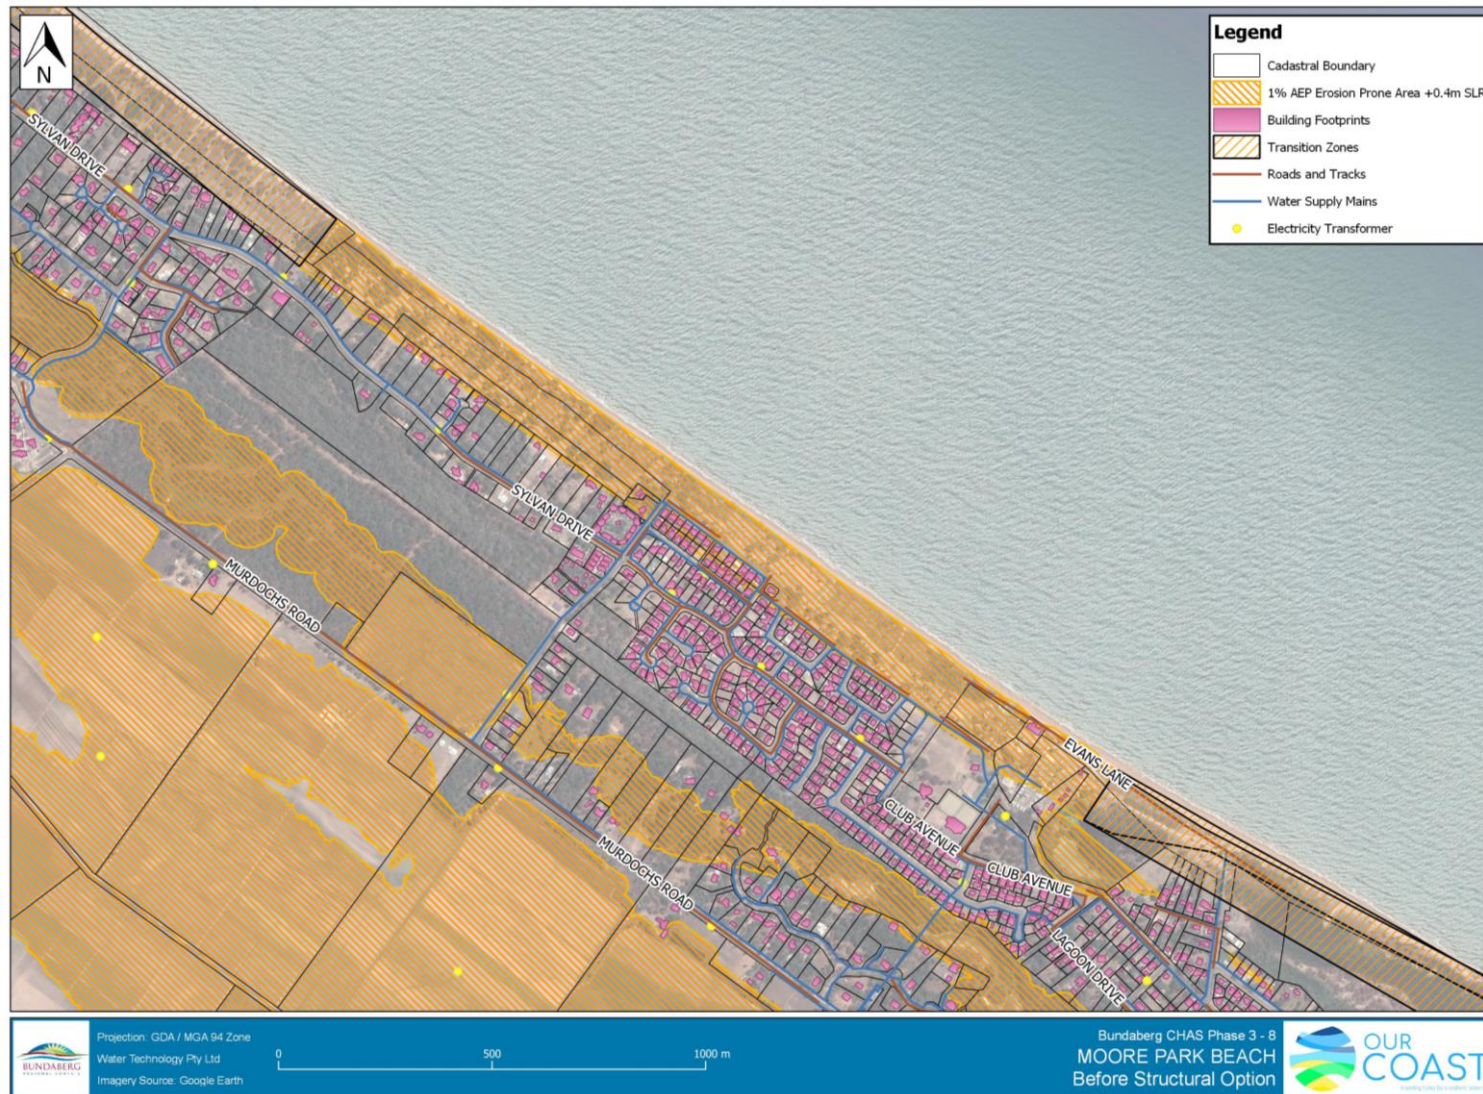 N
Legend
Cadastral Boundary
1% AEP Erosion Prone Area +0.4m SLR
Building Footprints
Transition Zones
Roads and Tracks
Water Supply Mains
Electricity Transformer
SYLVAN DRIVE
SYLVAN DRIVE
MURDOCHS ROAD
EVANS LANE
CLUB AVENUE
MURDOCHS ROAD
CLUB AVENUE
LAGOON DRIVE
BUNDABERG
Projection: GDA / MGA 94 Zone
Water Technology Pty Ltd
Imagery Source: Google Earth
0 500 1000 m
Bundaberg CHAS Phase 3 - 8
MOORE PARK BEACH
Before Structural Option
OUR
COAST